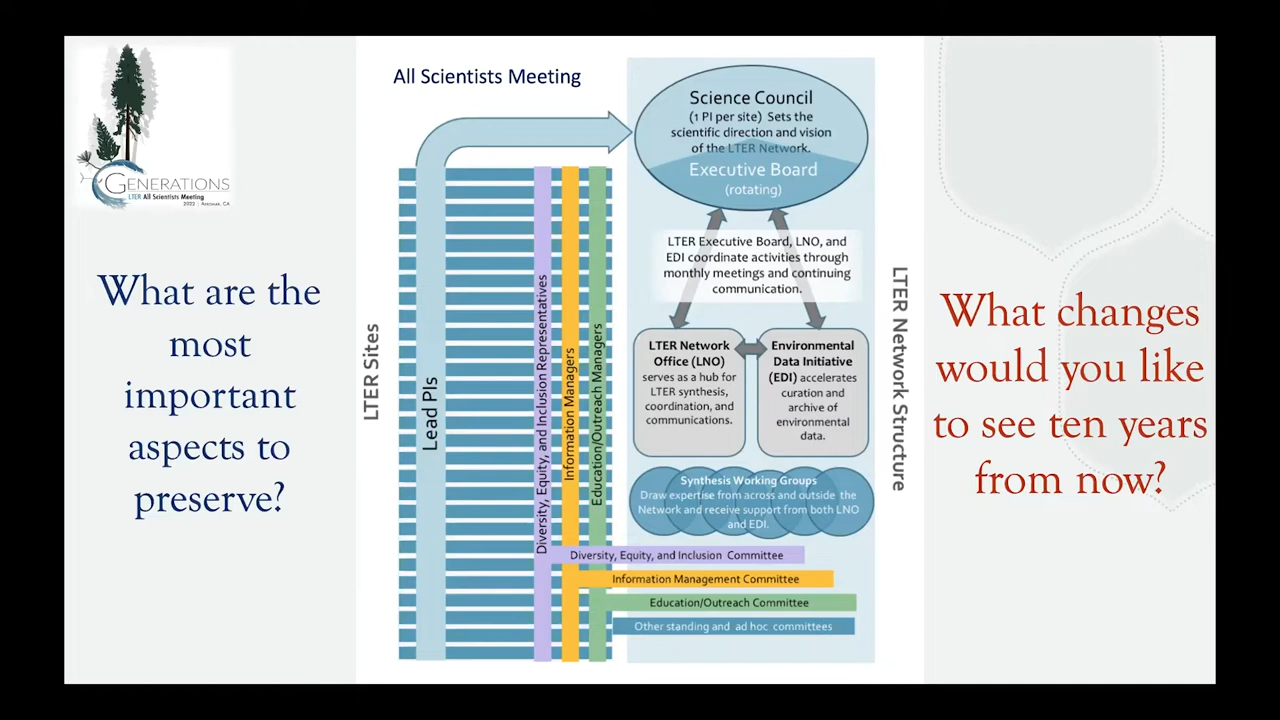 GENERATIONS
LTER All Scientists Meeting
What are the
most
important
aspects to
preserve?
All Scientists Meeting
LTER Sites
Lead PIs
Diversity, Equity, and Inclusion Representatives
Information Managers
Education/Outreach Managers
Science Council
(1 PI per site) Sets the
scientific direction and vision
of the LTER Network.
Executive Board
(rotating)
LTER Executive Board, LNO, and
EDI coordinate activities through
monthly meetings and continuing
communication.
LTER Network
Office (LNO)
serves as a hub for
LTER synthesis,
coordination, and
communications.
Environmental
Data Initiative
(EDI) accelerates
curation and
archive of
environmental
data.
Synthesis Working Groups
Draw expertise from across and outside the
Network and receive support from both LNO
and EDI.
Diversity, Equity, and Inclusion Committee
Information Management Committee
Education/Outreach Committee
Other standing and ad hoc committees
LTER Network Structure
What changes
would you like
to see ten years
from now?